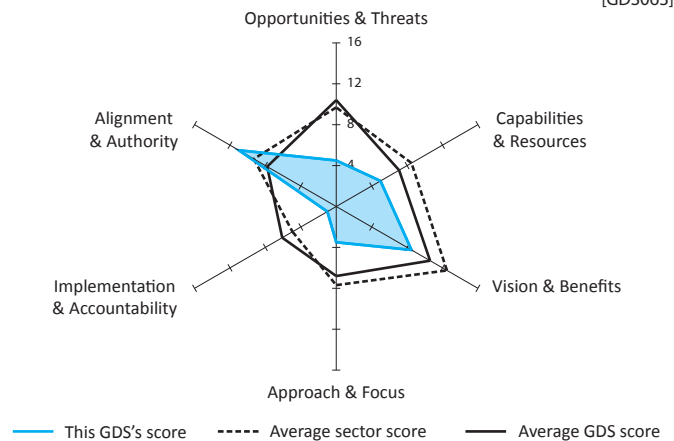 Opportunities & Threats
16
12
8
4
Alignment
& Authority
Capabilities
& Resources
Implementation
& Accountability
Vision & Benefits
Approach & Focus
This GDS's score
Average sector score
Average GDS score